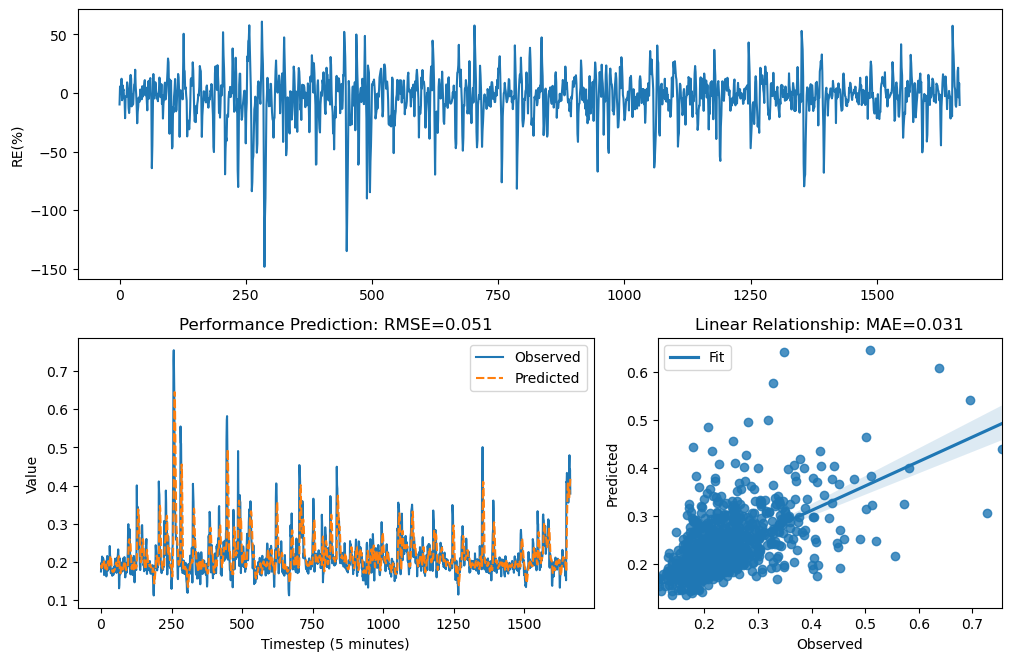 50
0
−50
−100
−150
RE(%)
0 250 500 750 1000 1250 1500
Performance Prediction: RMSE=0.051
Observed
Predicted
0.7
0.6
0.5
0.4
0.3
0.2
0.1
Value
0 250 500 750 1000 1250 1500
Timestep (5 minutes)
Linear Relationship: MAE=0.031
Fit
0.6
0.5
0.4
0.3
0.2
Predicted
0.2 0.3 0.4 0.5 0.6 0.7
Observed